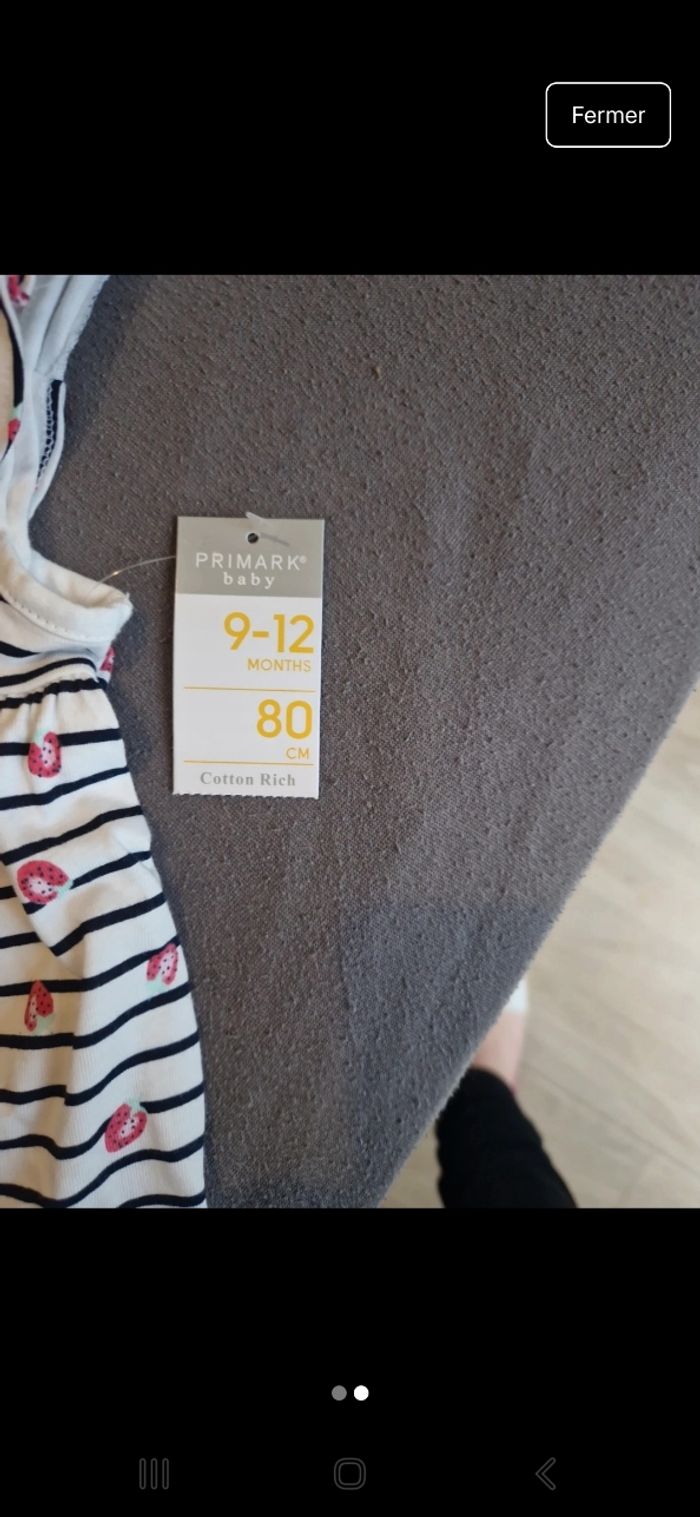 Fermer
PRIMARK®
baby
9-12
MONTHS
80
CM
Cotton Rich